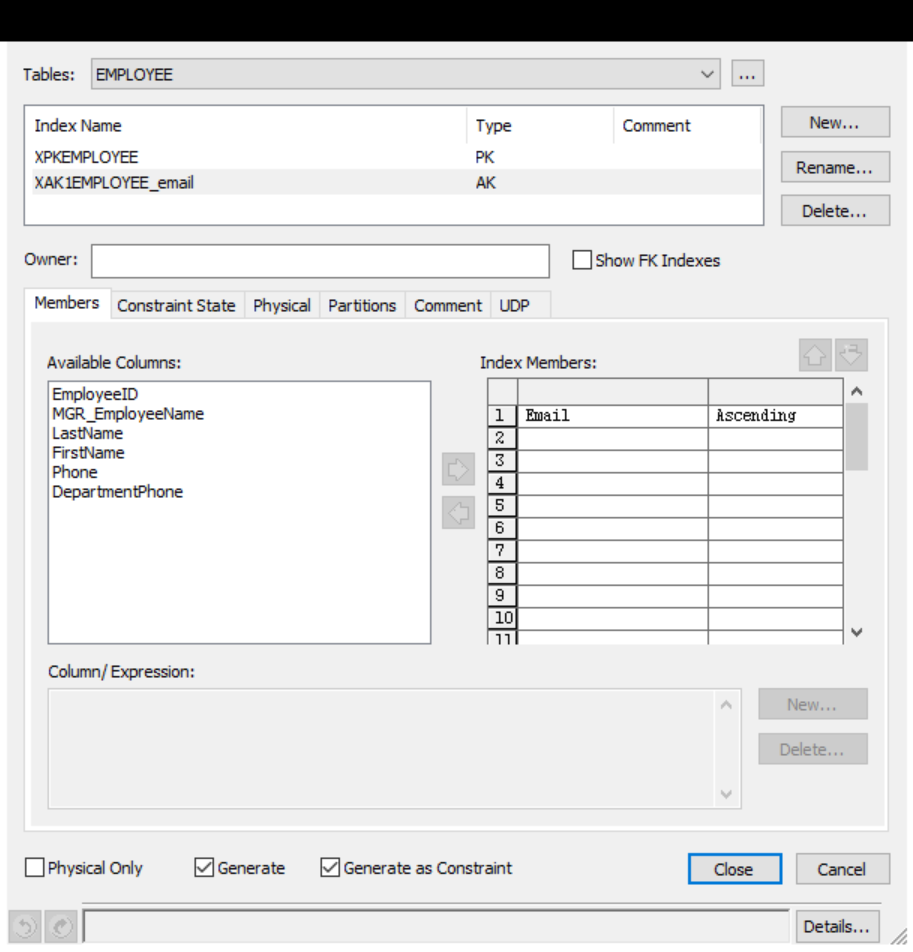 Tables: EMPLOYEE ...
Index Name Type Comment New...
XPKEMPLOYEE PK
XAK1EMPLOYEE_email AK
Rename...
Delete...
Owner: Show FK Indexes
Members Constraint State Physical Partitions Comment UDP
Available Columns:
EmployeeID
MGR_EmployeeName
LastName
FirstName
Phone
DepartmentPhone
Index Members:
1 Email Ascending
2
3
4
5
6
7
8
9
10
11
Column/Expression:
New...
Delete...
Physical Only Generate Generate as Constraint Close Cancel
Details...